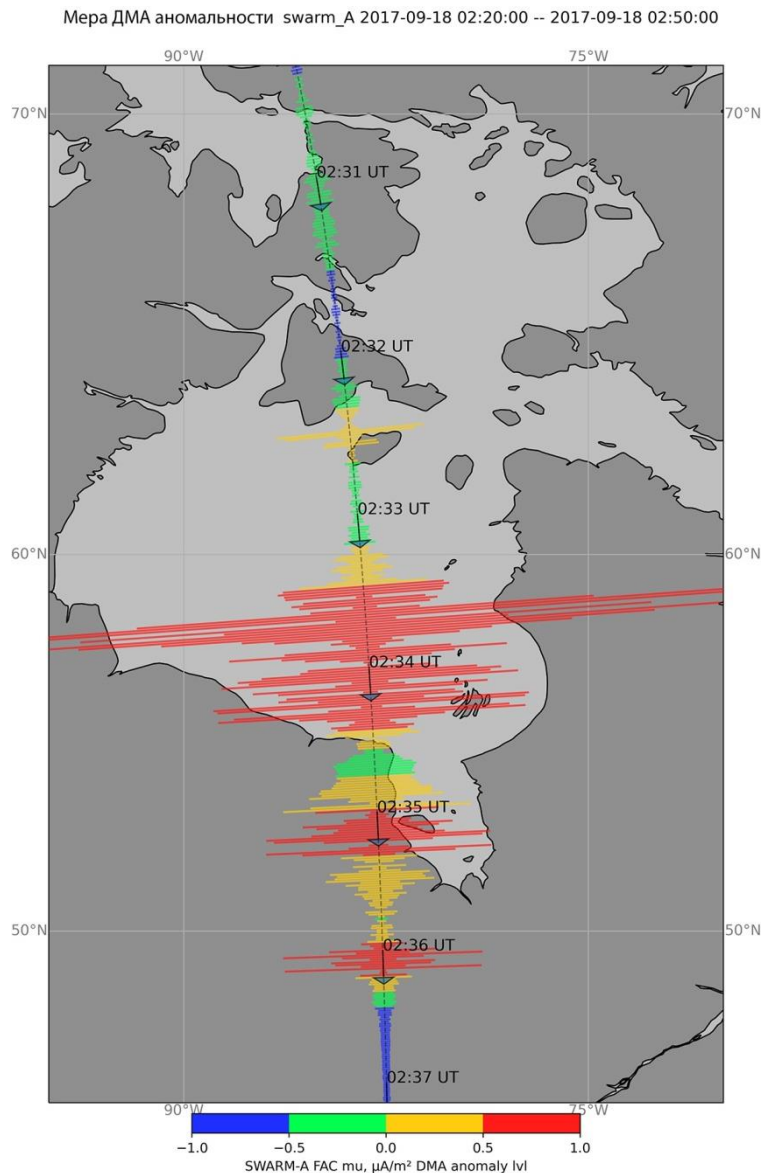 Мера ДМА аномальности swarm_A 2017-09-18 02:20:00 -- 2017-09-18 02:50:00
90°W 75°W
70°N 70°N
02:31 UT
02:32 UT
02:33 UT
60°N 60°N
02:34 UT
02:35 UT
50°N 50°N
02:36 UT
02:37 UT
90°W 75°W
−1.0 −0.5 0.0 0.5 1.0
SWARM-A FAC mu, μA/m² DMA anomaly lvl